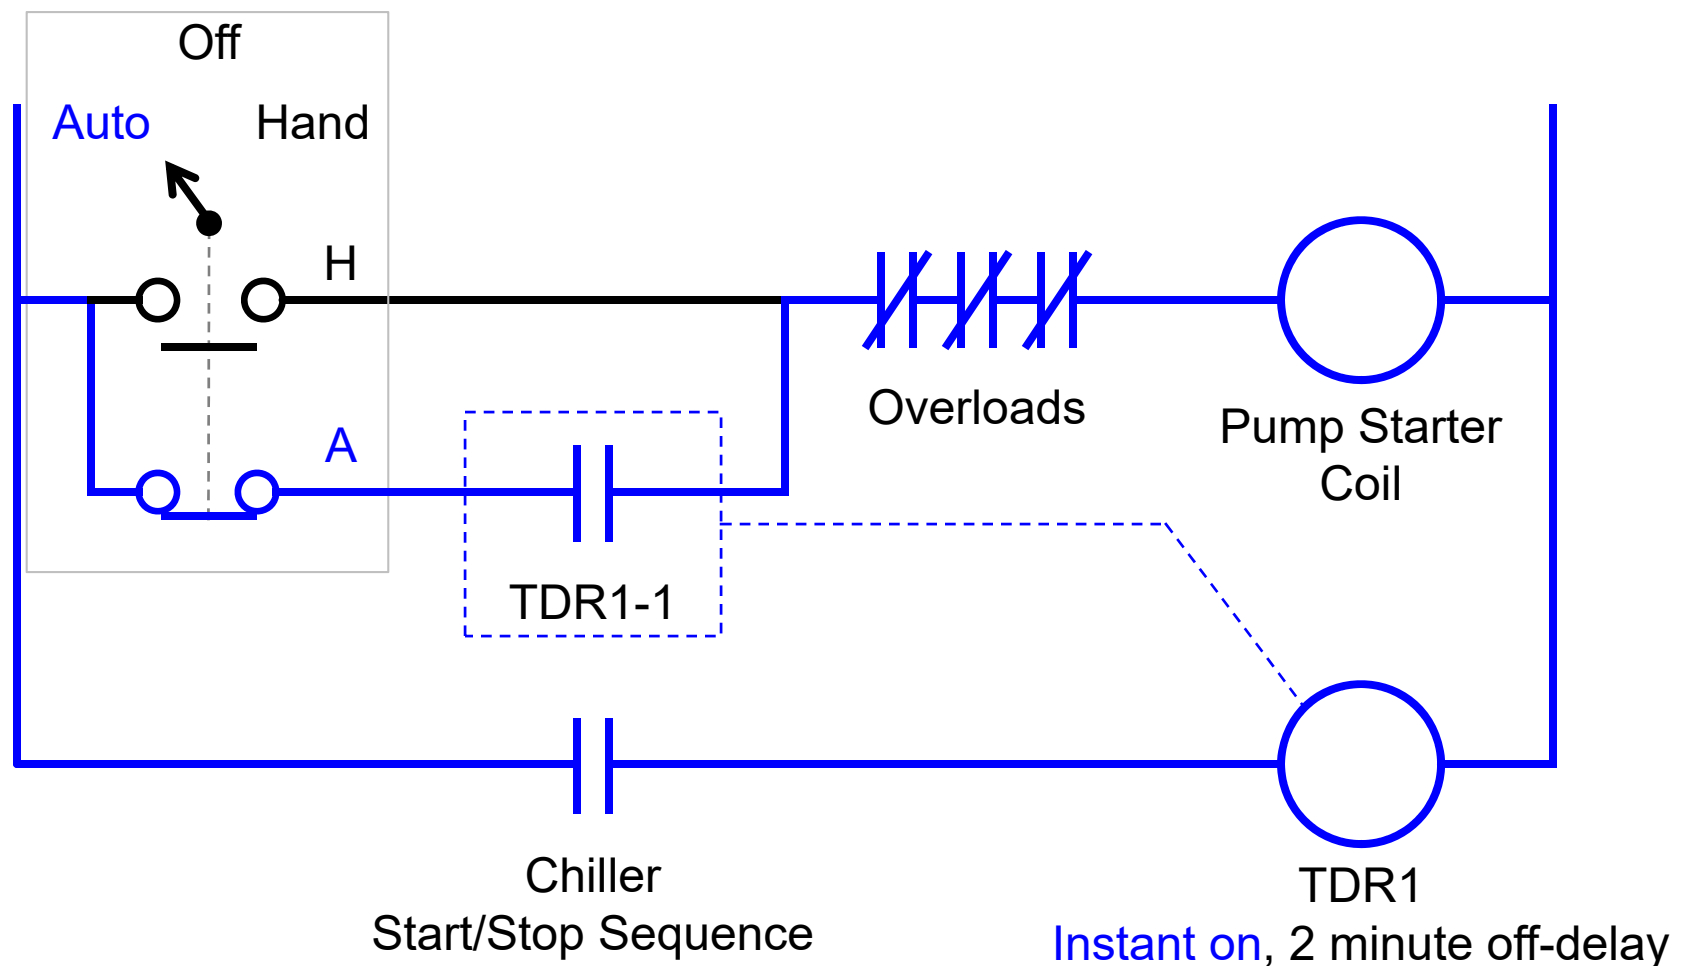 Off
Auto
Hand
H
A
Overloads
Pump Starter
Coil
TDR1-1
Chiller
Start/Stop Sequence
TDR1
Instant on, 2 minute off-delay